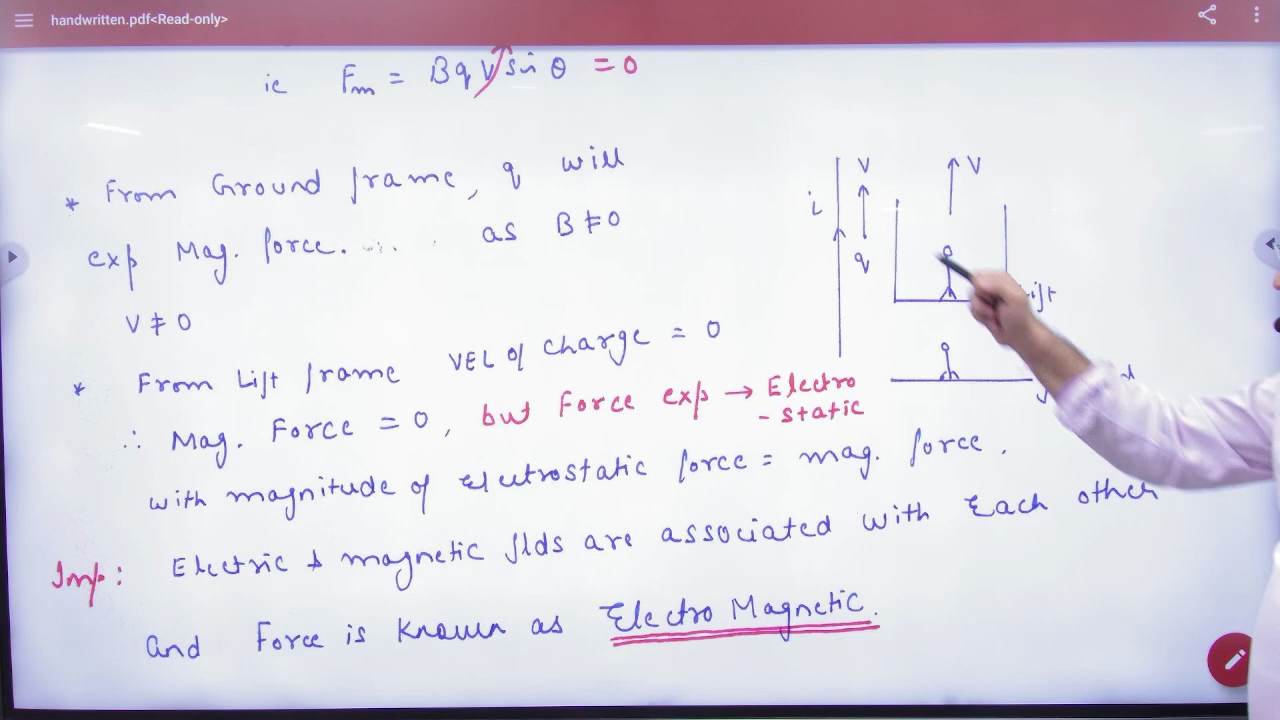 handwritten.pdf<Read-only>
ie Fm = BqV sin θ = 0
* From Ground frame, q will
exp Mag. force. as B ≠ 0
V ≠ 0
* From Lift frame VEL of charge = 0
∴ Mag. Force = 0, but Force exp → Electro
- static
with magnitude of Electrostatic force = mag. force.
Imp: Electric & magnetic flds are associated with Each other
and Force is known as Electro Magnetic.
i
V
q
V